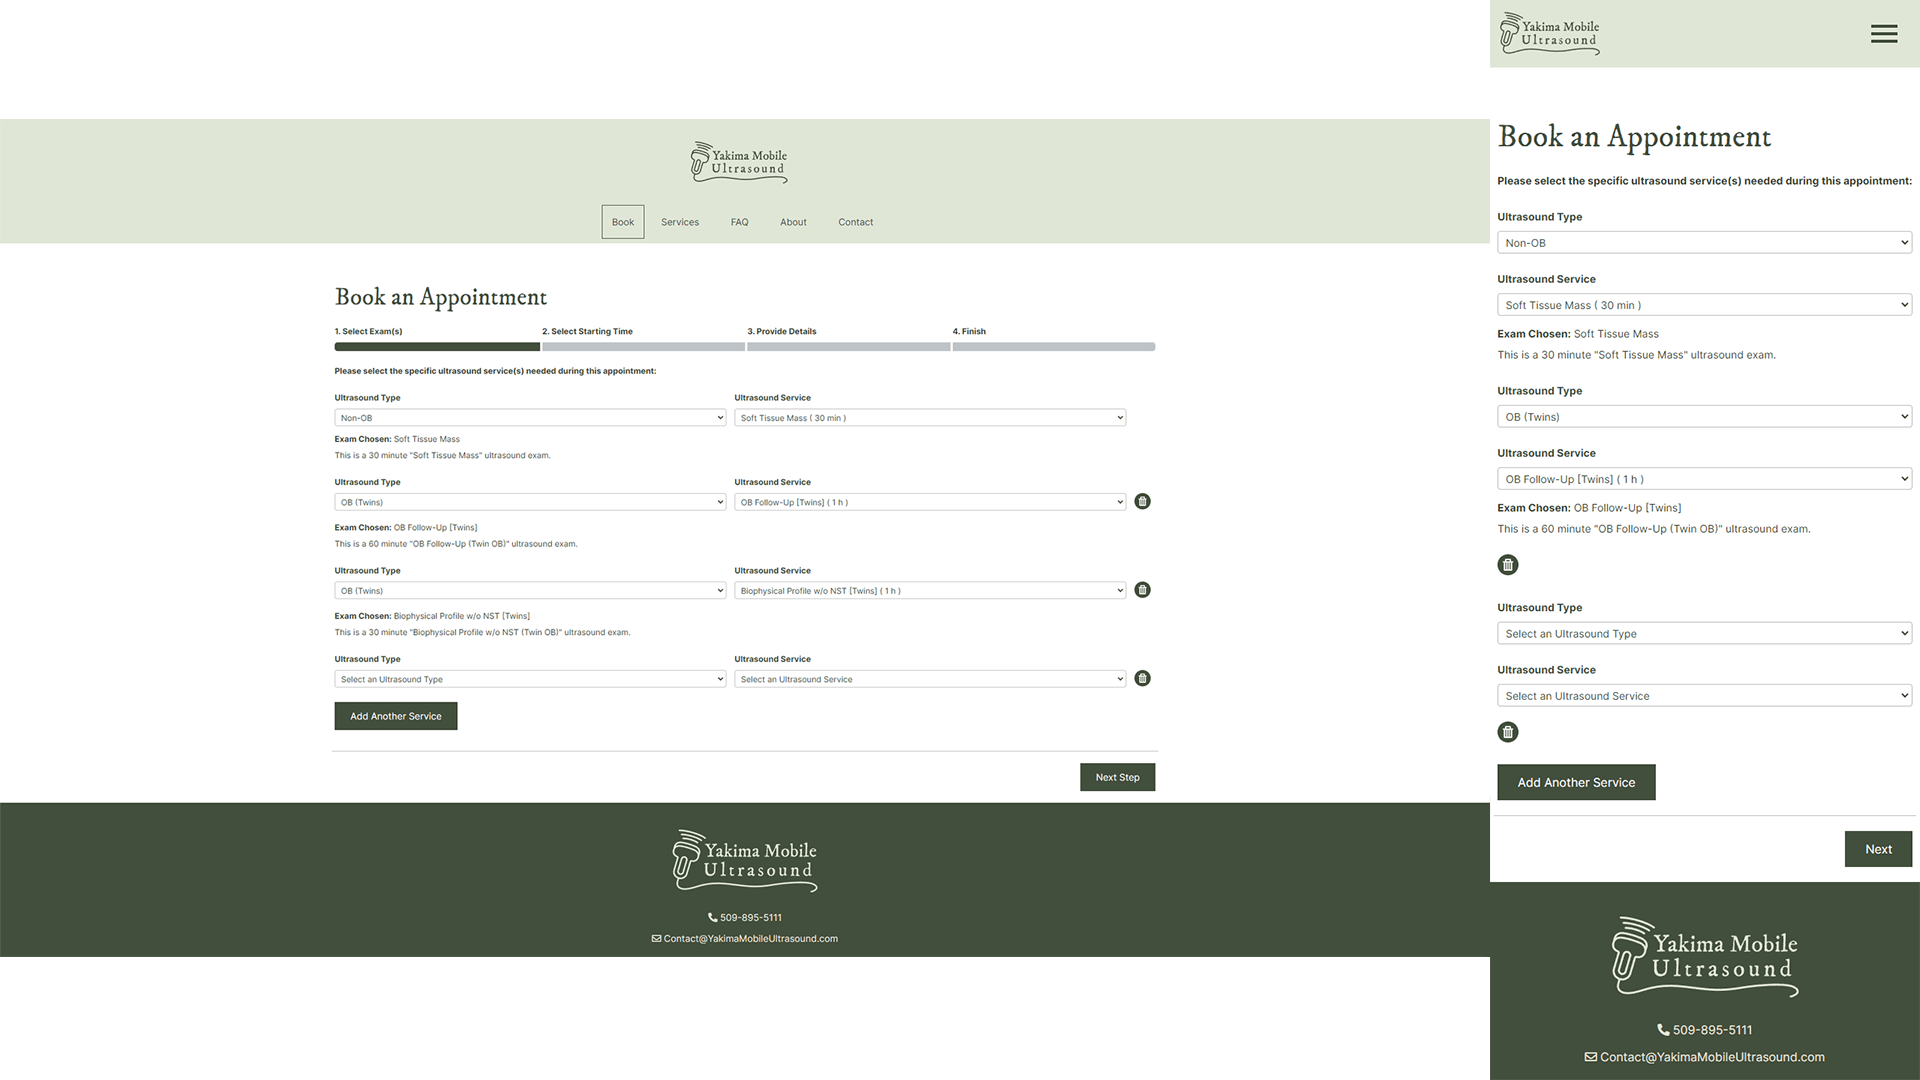 Yakima Mobile
Ultrasound
Book Services FAQ About Contact
Book an Appointment
1. Select Exam(s) 2. Select Starting Time 3. Provide Details 4. Finish
Please select the specific ultrasound service(s) needed during this appointment:
Ultrasound Type Ultrasound Service
Non-OB Soft Tissue Mass ( 30 min )
Exam Chosen: Soft Tissue Mass
This is a 30 minute "Soft Tissue Mass" ultrasound exam.
Ultrasound Type Ultrasound Service
OB (Twins) OB Follow-Up [Twins] ( 1 h )
Exam Chosen: OB Follow-Up [Twins]
This is a 60 minute "OB Follow-Up (Twin OB)" ultrasound exam.
Ultrasound Type Ultrasound Service
OB (Twins) Biophysical Profile w/o NST [Twins] ( 1 h )
Exam Chosen: Biophysical Profile w/o NST [Twins]
This is a 30 minute "Biophysical Profile w/o NST (Twin OB)" ultrasound exam.
Ultrasound Type Ultrasound Service
Select an Ultrasound Type Select an Ultrasound Service
Add Another Service
Next Step
Yakima Mobile
Ultrasound
509-895-5111
Contact@YakimaMobileUltrasound.com
Yakima Mobile
Ultrasound
Book an Appointment
Please select the specific ultrasound service(s) needed during this appointment:
Ultrasound Type
Non-OB
Ultrasound Service
Soft Tissue Mass ( 30 min )
Exam Chosen: Soft Tissue Mass
This is a 30 minute "Soft Tissue Mass" ultrasound exam.
Ultrasound Type
OB (Twins)
Ultrasound Service
OB Follow-Up [Twins] ( 1 h )
Exam Chosen: OB Follow-Up [Twins]
This is a 60 minute "OB Follow-Up (Twin OB)" ultrasound exam.
Ultrasound Type
Select an Ultrasound Type
Ultrasound Service
Select an Ultrasound Service
Add Another Service
Next
Yakima Mobile
Ultrasound
509-895-5111
Contact@YakimaMobileUltrasound.com